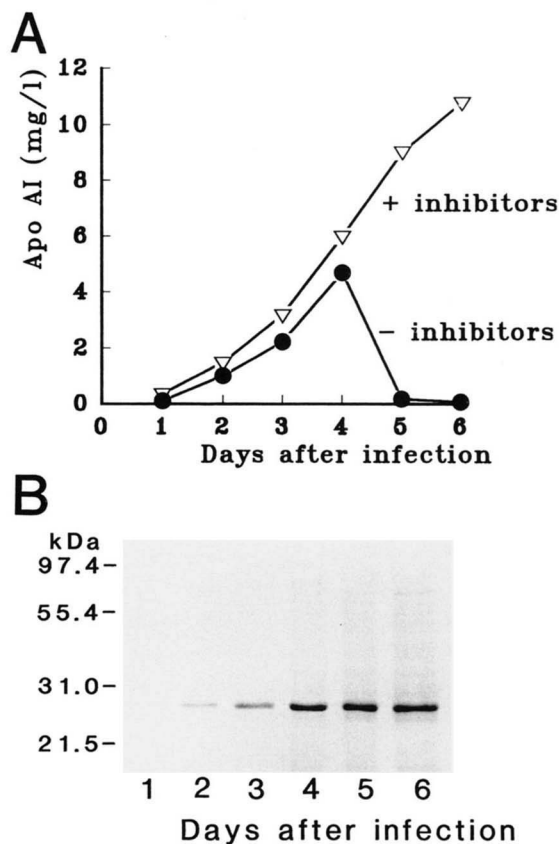 A
Apo AI (mg/l)
12
10
8
6
4
2
0
+ inhibitors
- inhibitors
0 1 2 3 4 5 6
Days after infection
B
kDa
97.4-
55.4-
31.0-
21.5-
1 2 3 4 5 6
Days after infection